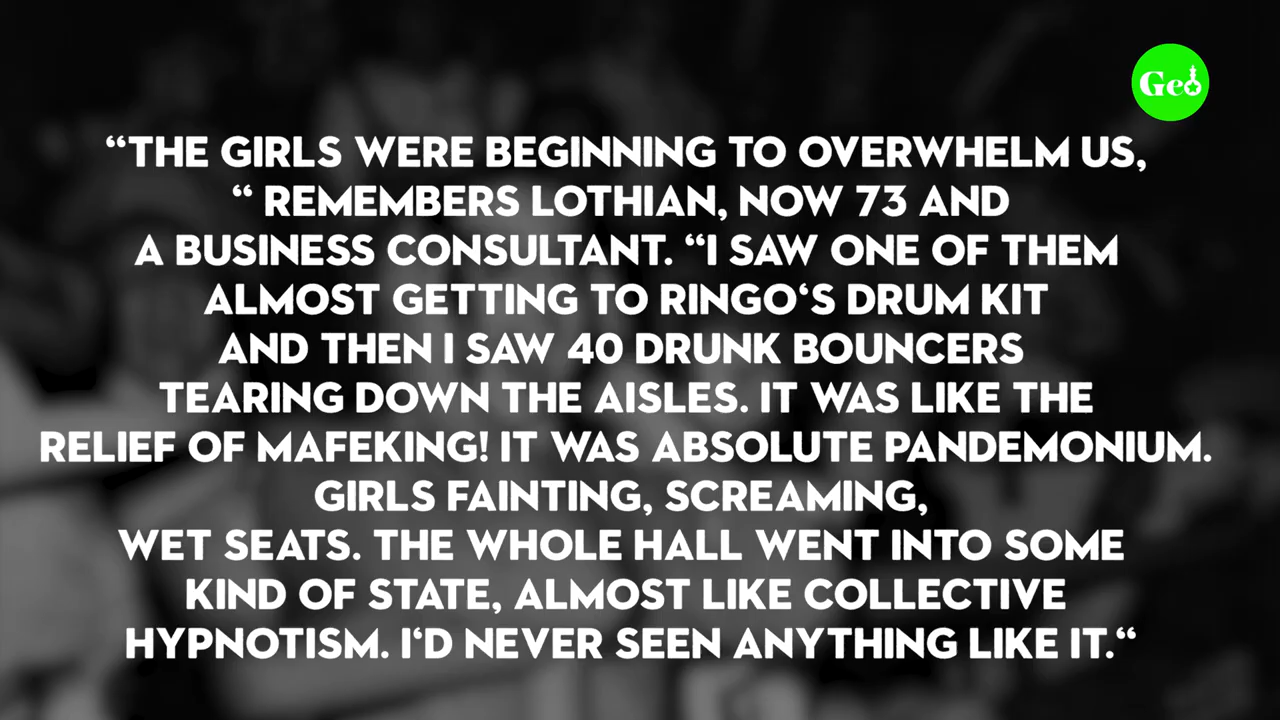 Geo
“THE GIRLS WERE BEGINNING TO OVERWHELM US,
“ REMEMBERS LOTHIAN, NOW 73 AND
A BUSINESS CONSULTANT. “I SAW ONE OF THEM
ALMOST GETTING TO RINGO‘S DRUM KIT
AND THEN I SAW 40 DRUNK BOUNCERS
TEARING DOWN THE AISLES. IT WAS LIKE THE
RELIEF OF MAFEKING! IT WAS ABSOLUTE PANDEMONIUM.
GIRLS FAINTING, SCREAMING,
WET SEATS. THE WHOLE HALL WENT INTO SOME
KIND OF STATE, ALMOST LIKE COLLECTIVE
HYPNOTISM. I‘D NEVER SEEN ANYTHING LIKE IT.“